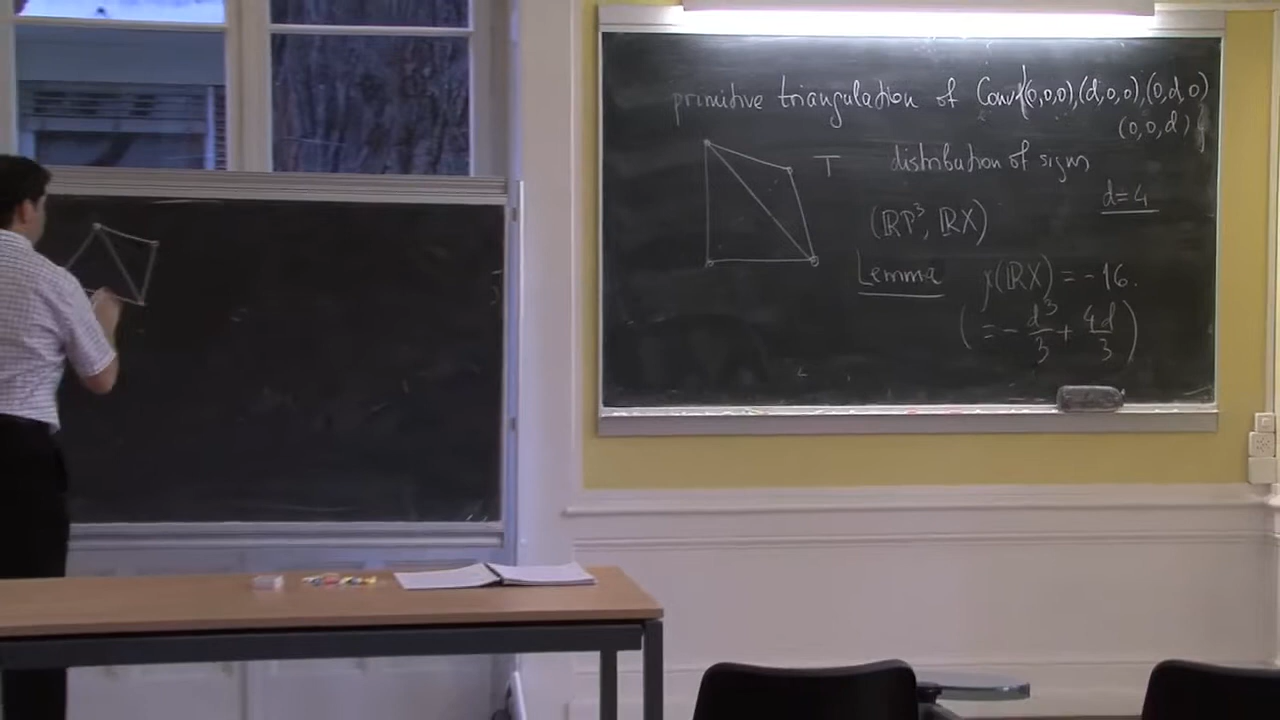 primitive triangulation of Conv{(0,0,0),(d,0,0),(0,d,0)
(0,0,d)}
T distribution of signs
d=4
(ℝP³, ℝX)
Lemma χ(ℝX) = -16.
(= - d³/3 + 4d/3)